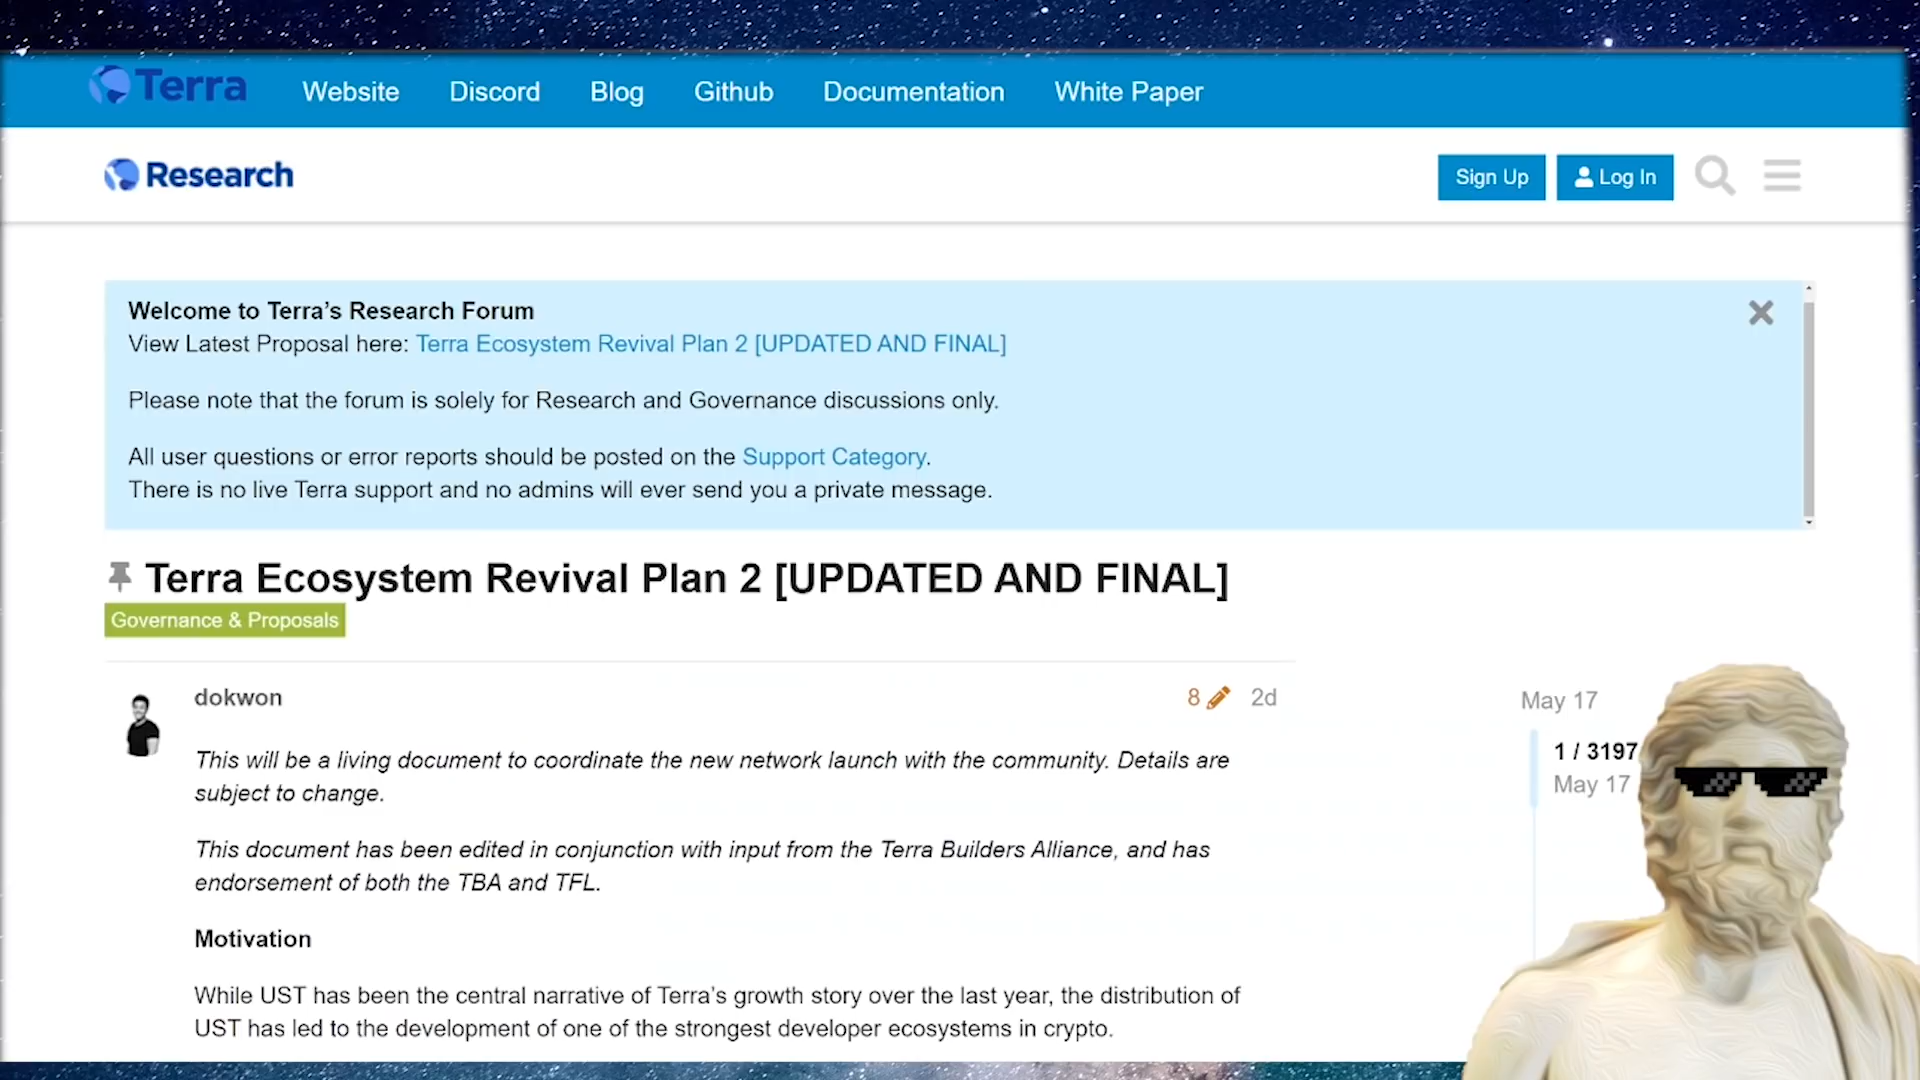 Terra Website Discord Blog Github Documentation White Paper
Research Sign Up Log In
Welcome to Terra’s Research Forum
View Latest Proposal here: Terra Ecosystem Revival Plan 2 [UPDATED AND FINAL]
Please note that the forum is solely for Research and Governance discussions only.
All user questions or error reports should be posted on the Support Category.
There is no live Terra support and no admins will ever send you a private message.
Terra Ecosystem Revival Plan 2 [UPDATED AND FINAL]
Governance & Proposals
dokwon 8 2d
This will be a living document to coordinate the new network launch with the community. Details are
subject to change.
This document has been edited in conjunction with input from the Terra Builders Alliance, and has
endorsement of both the TBA and TFL.
Motivation
While UST has been the central narrative of Terra’s growth story over the last year, the distribution of
UST has led to the development of one of the strongest developer ecosystems in crypto.
May 17
1 / 3197
May 17